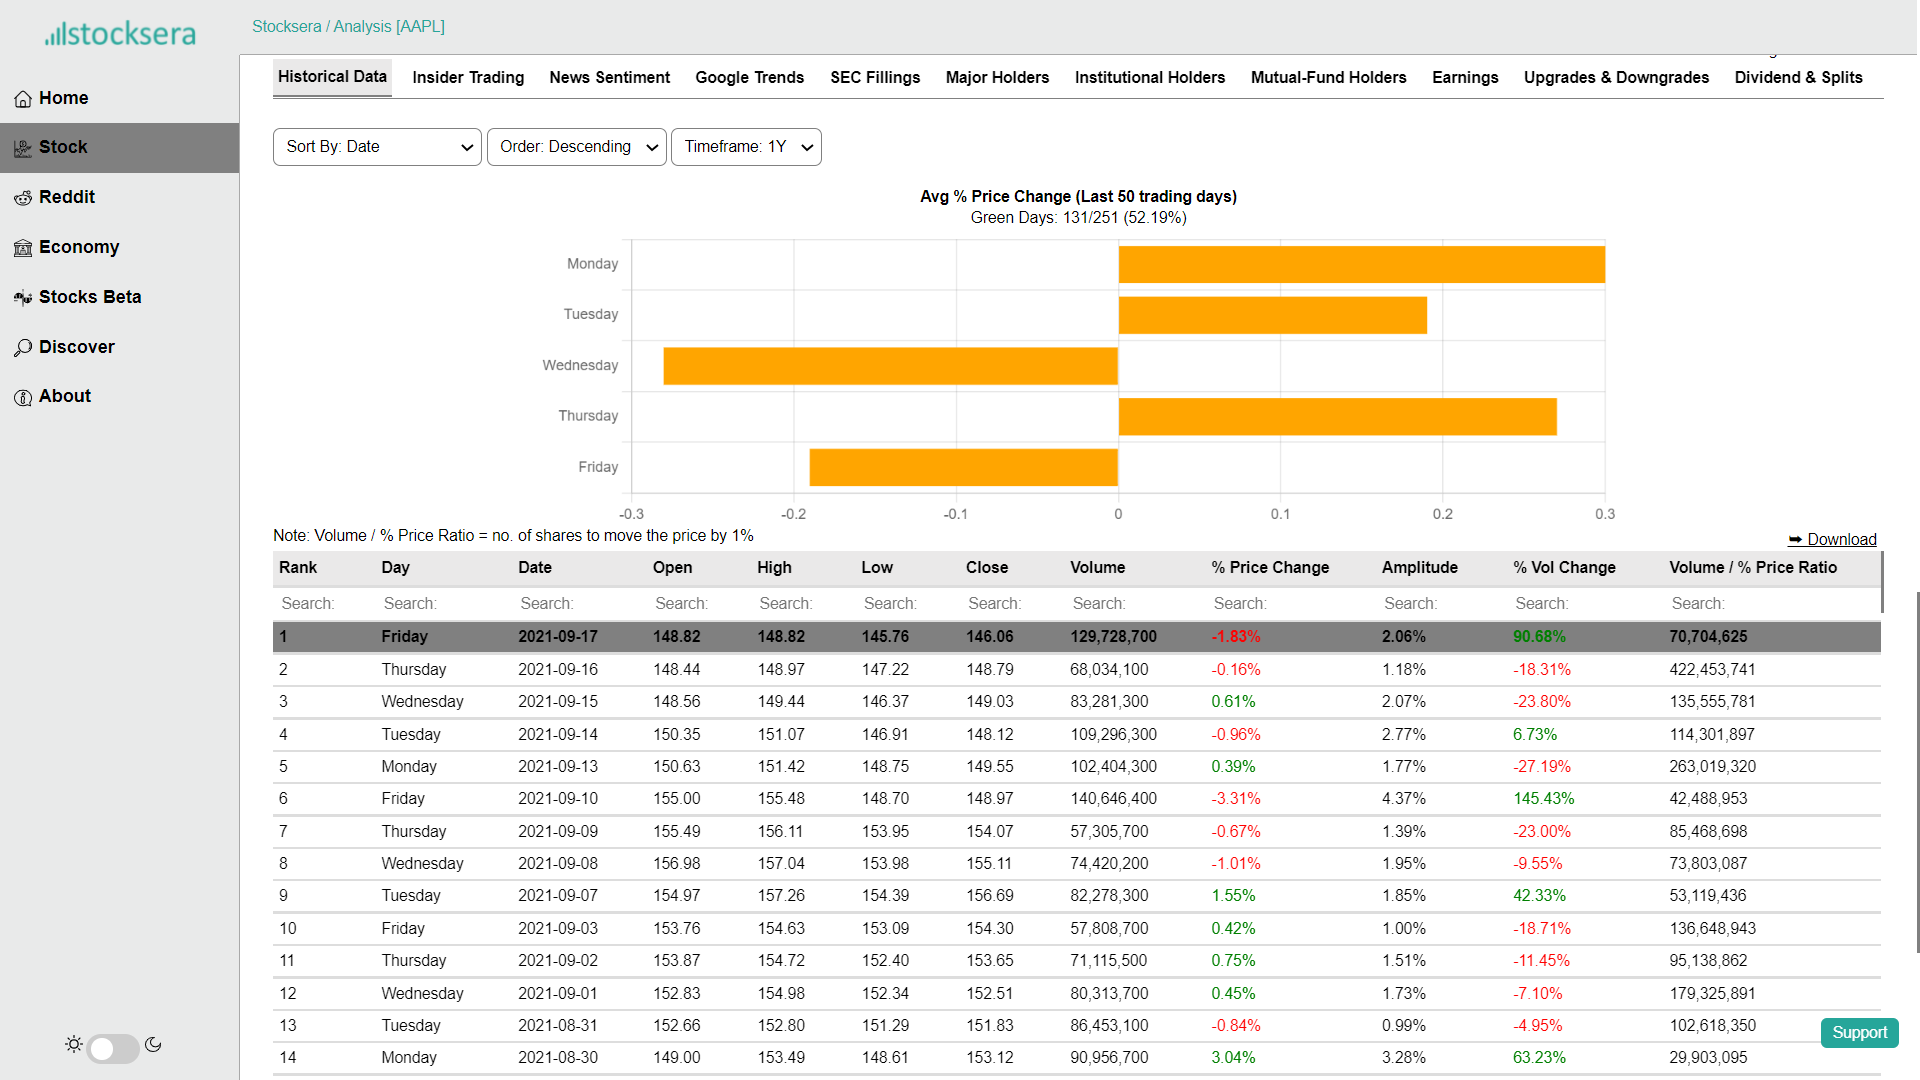 stocksera
Stocksera / Analysis [AAPL]
Home
Stock
Reddit
Economy
Stocks Beta
Discover
About
Historical Data Insider Trading News Sentiment Google Trends SEC Fillings Major Holders Institutional Holders Mutual-Fund Holders Earnings Upgrades & Downgrades Dividend & Splits
Sort By: Date Order: Descending Timeframe: 1Y
Avg % Price Change (Last 50 trading days)
Green Days: 131/251 (52.19%)
Monday
Tuesday
Wednesday
Thursday
Friday
-0.3 -0.2 -0.1 0 0.1 0.2 0.3
Note: Volume / % Price Ratio = no. of shares to move the price by 1%
➥ Download
Rank Day Date Open High Low Close Volume % Price Change Amplitude % Vol Change Volume / % Price Ratio
Search: Search: Search: Search: Search: Search: Search: Search: Search: Search: Search: Search:
1 Friday 2021-09-17 148.82 148.82 145.76 146.06 129,728,700 -1.83% 2.06% 90.68% 70,704,625
2 Thursday 2021-09-16 148.44 148.97 147.22 148.79 68,034,100 -0.16% 1.18% -18.31% 422,453,741
3 Wednesday 2021-09-15 148.56 149.44 146.37 149.03 83,281,300 0.61% 2.07% -23.80% 135,555,781
4 Tuesday 2021-09-14 150.35 151.07 146.91 148.12 109,296,300 -0.96% 2.77% 6.73% 114,301,897
5 Monday 2021-09-13 150.63 151.42 148.75 149.55 102,404,300 0.39% 1.77% -27.19% 263,019,320
6 Friday 2021-09-10 155.00 155.48 148.70 148.97 140,646,400 -3.31% 4.37% 145.43% 42,488,953
7 Thursday 2021-09-09 155.49 156.11 153.95 154.07 57,305,700 -0.67% 1.39% -23.00% 85,468,698
8 Wednesday 2021-09-08 156.98 157.04 153.98 155.11 74,420,200 -1.01% 1.95% -9.55% 73,803,087
9 Tuesday 2021-09-07 154.97 157.26 154.39 156.69 82,278,300 1.55% 1.85% 42.33% 53,119,436
10 Friday 2021-09-03 153.76 154.63 153.09 154.30 57,808,700 0.42% 1.00% -18.71% 136,648,943
11 Thursday 2021-09-02 153.87 154.72 152.40 153.65 71,115,500 0.75% 1.51% -11.45% 95,138,862
12 Wednesday 2021-09-01 152.83 154.98 152.34 152.51 80,313,700 0.45% 1.73% -7.10% 179,325,891
13 Tuesday 2021-08-31 152.66 152.80 151.29 151.83 86,453,100 -0.84% 0.99% -4.95% 102,618,350
14 Monday 2021-08-30 149.00 153.49 148.61 153.12 90,956,700 3.04% 3.28% 63.23% 29,903,095
Support